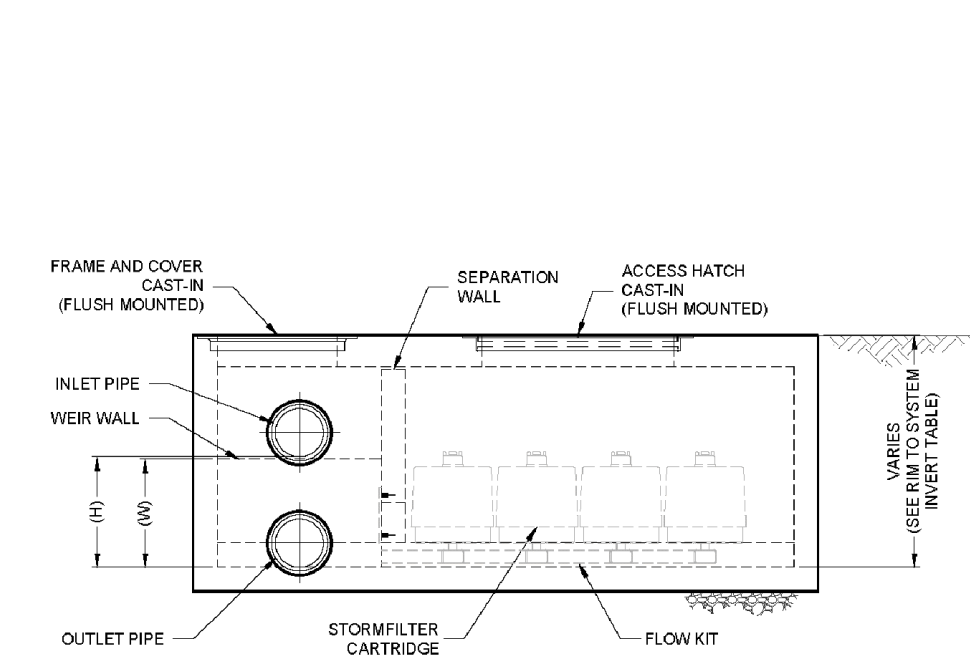 FRAME AND COVER
CAST-IN
(FLUSH MOUNTED)
SEPARATION
WALL
ACCESS HATCH
CAST-IN
(FLUSH MOUNTED)
INLET PIPE
WEIR WALL
(H)
(W)
VARIES
(SEE RIM TO SYSTEM
INVERT TABLE)
OUTLET PIPE
STORMFILTER
CARTRIDGE
FLOW KIT